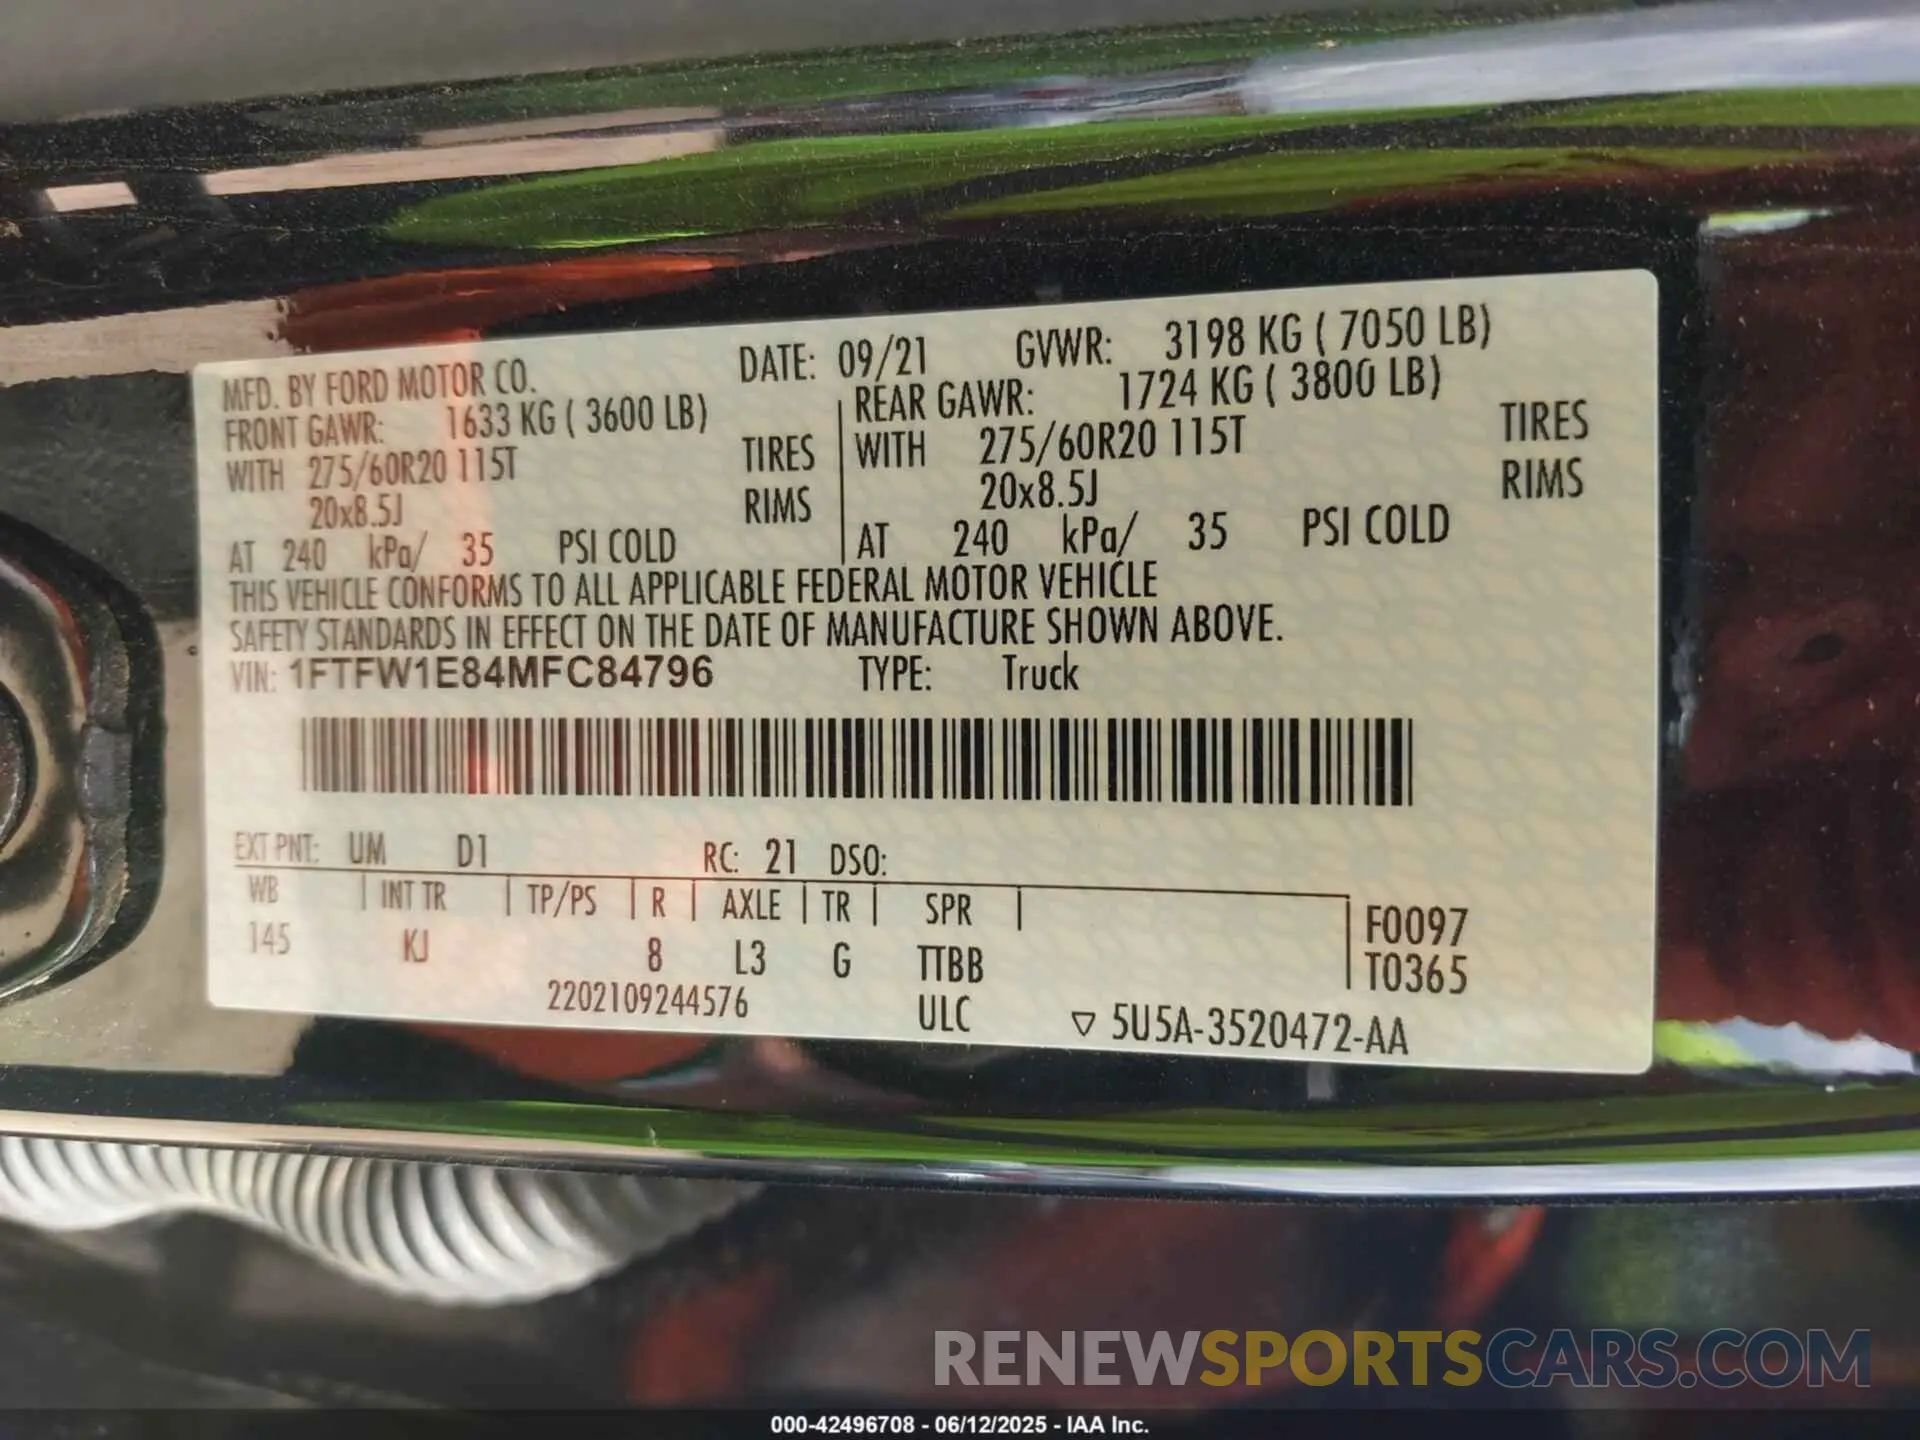 MFD. BY FORD MOTOR CO. DATE: 09/21 GVWR: 3198 KG ( 7050 LB)
FRONT GAWR: 1633 KG ( 3600 LB) REAR GAWR: 1724 KG ( 3800 LB)
WITH 275/60R20 115T TIRES WITH 275/60R20 115T TIRES
20x8.5J RIMS 20x8.5J RIMS
AT 240 kPa/ 35 PSI COLD AT 240 kPa/ 35 PSI COLD
THIS VEHICLE CONFORMS TO ALL APPLICABLE FEDERAL MOTOR VEHICLE
SAFETY STANDARDS IN EFFECT ON THE DATE OF MANUFACTURE SHOWN ABOVE.
VIN: 1FTFW1E84MFC84796 TYPE: Truck
EXT PNT: UM D1 RC: 21 DSO:
WB INT TR TP/PS R AXLE TR SPR F0097
145 KJ 8 L3 G TTBB T0365
2202109244576 ULC ▽ 5U5A-3520472-AA
RENEWSPORTSCARS.COM
000-42496708 - 06/12/2025 - IAA Inc.